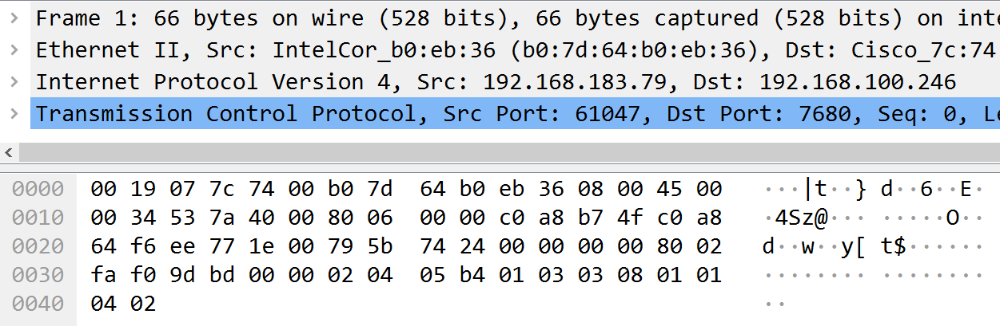 Frame 1: 66 bytes on wire (528 bits), 66 bytes captured (528 bits) on inte
Ethernet II, Src: IntelCor_b0:eb:36 (b0:7d:64:b0:eb:36), Dst: Cisco_7c:74
Internet Protocol Version 4, Src: 192.168.183.79, Dst: 192.168.100.246
Transmission Control Protocol, Src Port: 61047, Dst Port: 7680, Seq: 0, Le
0000 00 19 07 7c 74 00 b0 7d 64 b0 eb 36 08 00 45 00 ···|t··} d··6··E·
0010 00 34 53 7a 40 00 80 06 00 00 c0 a8 b7 4f c0 a8 ·4Sz@··· ·····O··
0020 64 f6 ee 77 1e 00 79 5b 74 24 00 00 00 00 80 02 d··w··y[ t$······
0030 fa f0 9d bd 00 00 02 04 05 b4 01 03 03 08 01 01 ········ ········
0040 04 02 ··